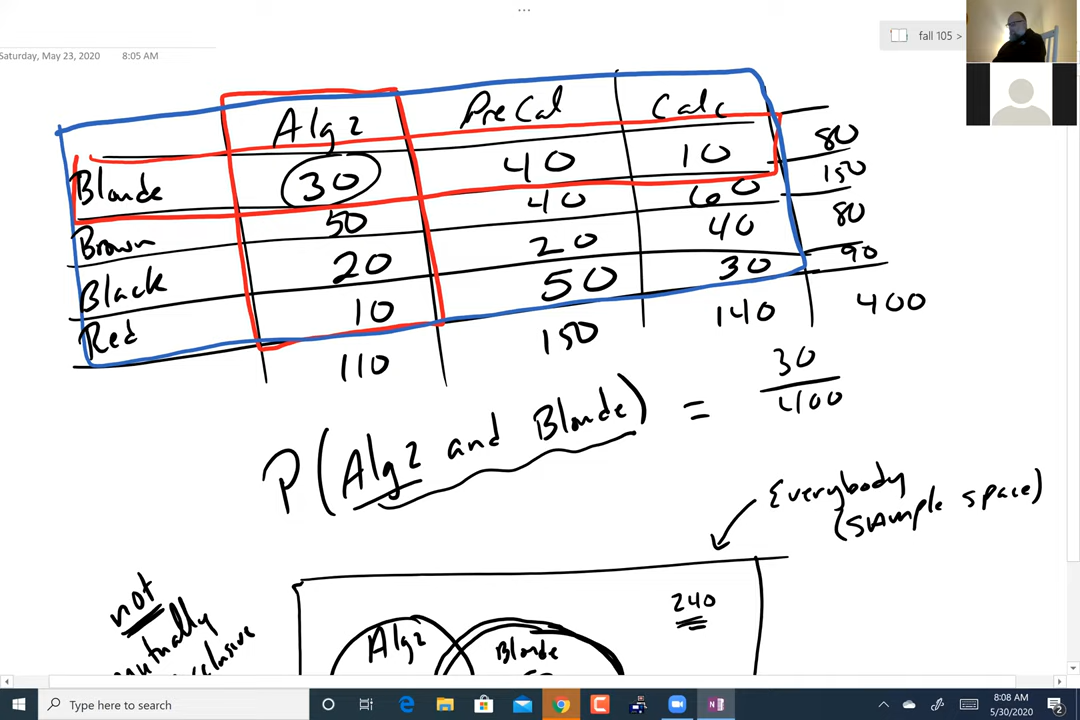 Saturday, May 23, 2020 8:05 AM
fall 105 >
Alg2 PreCal Calc
Blonde 30 40 10 80
Brown 50 40 60 150
Black 20 20 40 80
Red 10 50 30 90
110 150 140 400
P(Alg2 and Blonde) = 30/400
Everybody
(sample space)
240
not
mutually
Alg2 Blonde
Type here to search
8:08 AM
5/30/2020
2